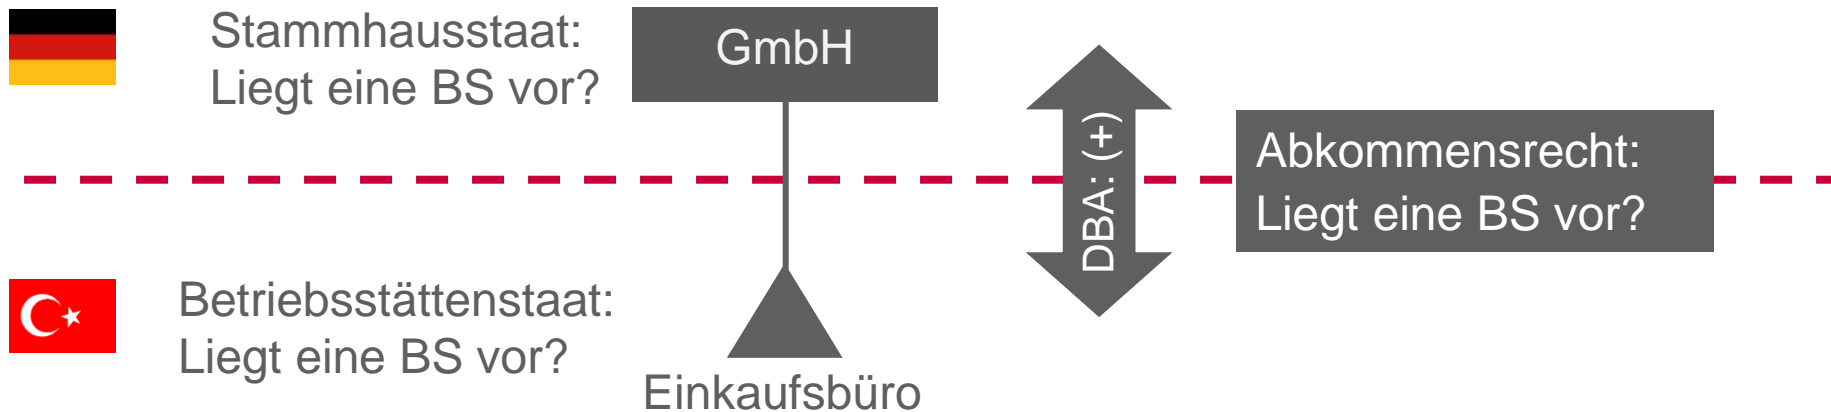 Stammhausstaat:
Liegt eine BS vor?
GmbH
DBA: (+)
Abkommensrecht:
Liegt eine BS vor?
Betriebsstättenstaat:
Liegt eine BS vor?
Einkaufsbüro